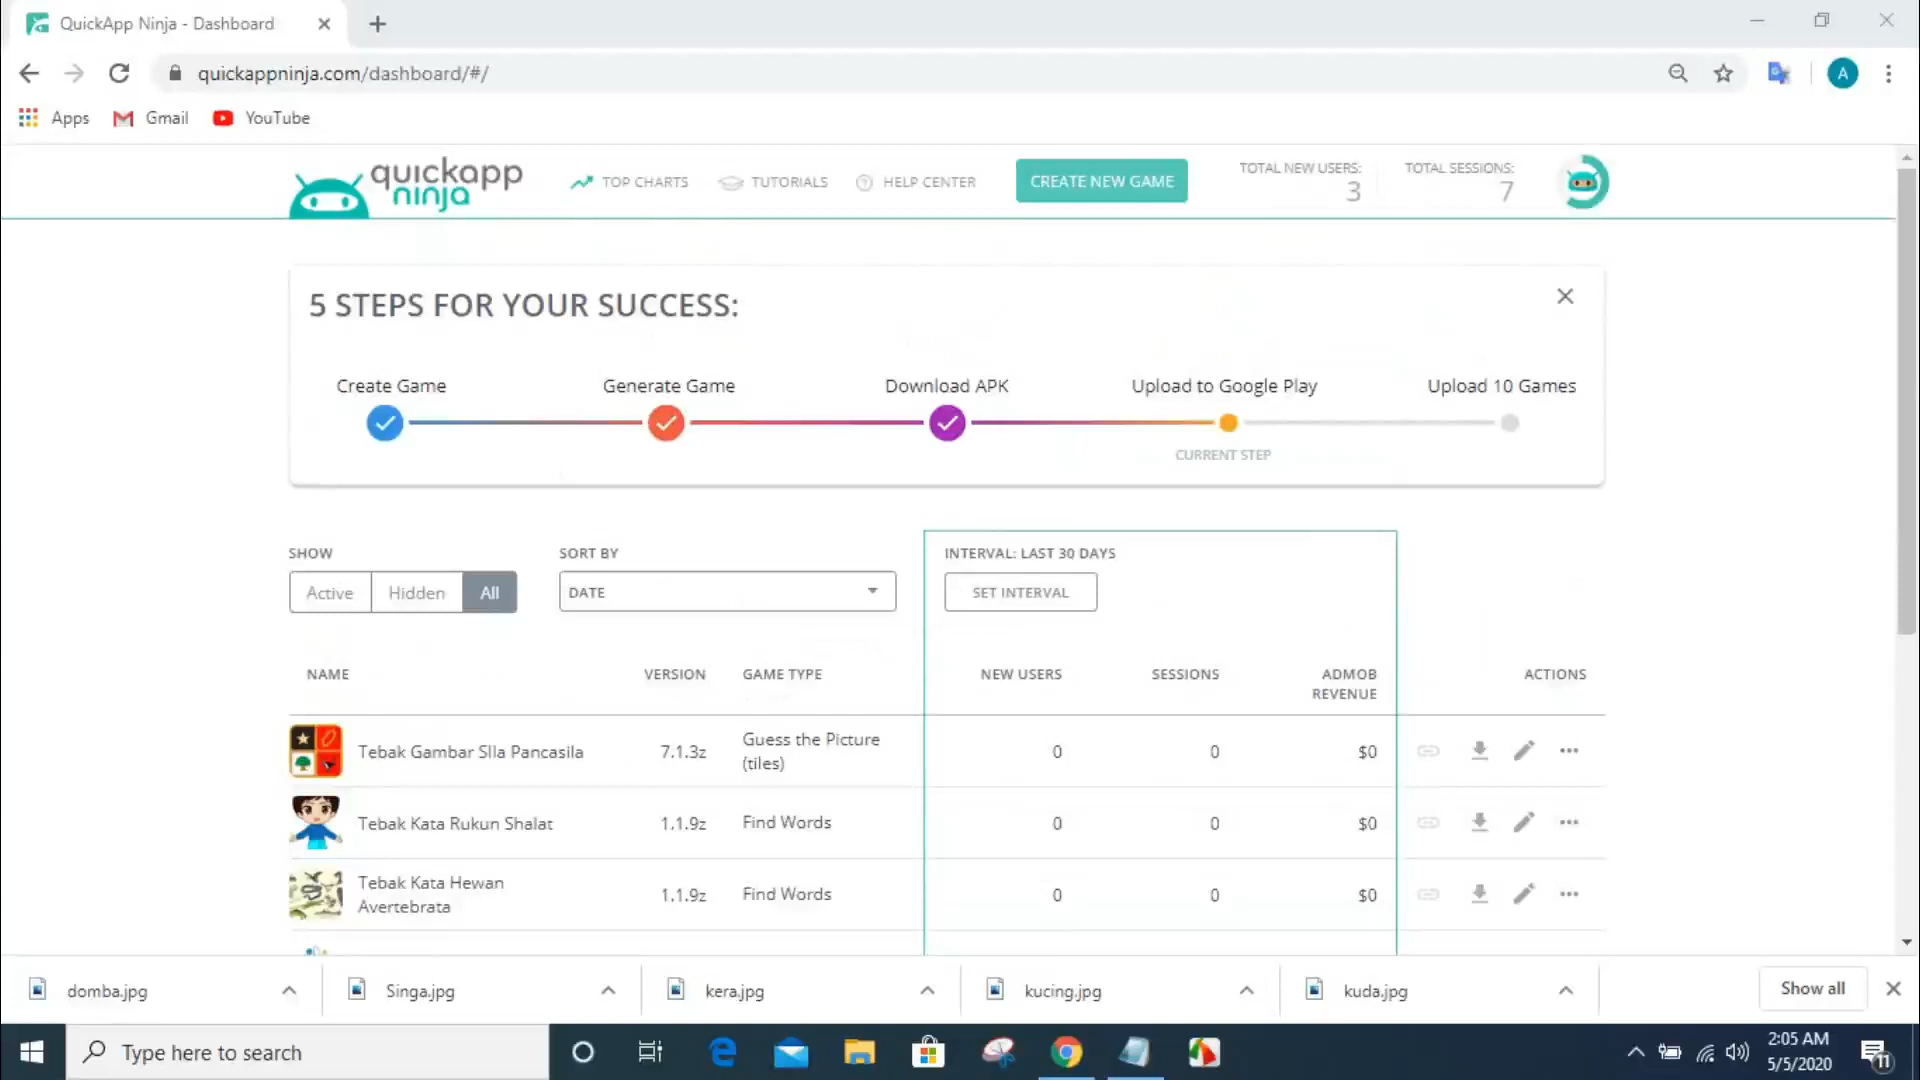 QuickApp Ninja - Dashboard
quickappninja.com/dashboard/#/
A
Apps
Gmail
YouTube
quickapp
ninja
TOP CHARTS
TUTORIALS
HELP CENTER
CREATE NEW GAME
TOTAL NEW USERS:
3
TOTAL SESSIONS:
7
5 STEPS FOR YOUR SUCCESS:
Create Game
Generate Game
Download APK
Upload to Google Play
Upload 10 Games
CURRENT STEP
SHOW
Active
Hidden
All
SORT BY
DATE
INTERVAL: LAST 30 DAYS
SET INTERVAL
NAME
VERSION
GAME TYPE
NEW USERS
SESSIONS
ADMOB
REVENUE
ACTIONS
Tebak Gambar SIla Pancasila
7.1.3z
Guess the Picture
(tiles)
0
0
$0
Tebak Kata Rukun Shalat
1.1.9z
Find Words
0
0
$0
Tebak Kata Hewan
Avertebrata
1.1.9z
Find Words
0
0
$0
domba.jpg
Singa.jpg
kera.jpg
kucing.jpg
kuda.jpg
Show all
Type here to search
2:05 AM
5/5/2020
11